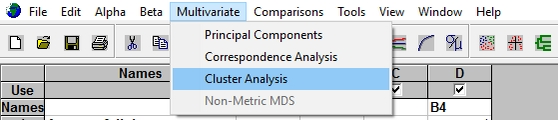 File Edit Alpha Beta Multivariate Comparisons Tools View Window Help
Principal Components
Correspondence Analysis
Cluster Analysis
Non-Metric MDS
Names C D
Use
Names B4